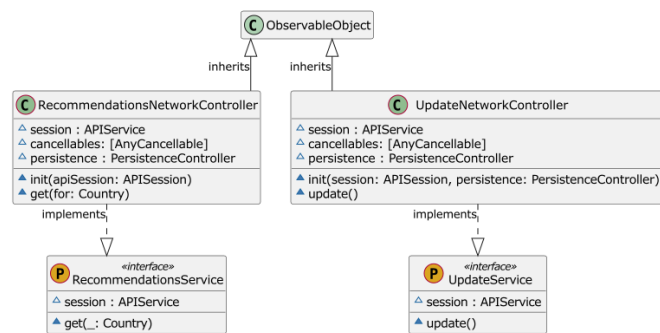 C ObservableObject
inherits
inherits
C RecommendationsNetworkController
session : APIService
cancellables: [AnyCancellable]
persistence : PersistenceController
init(apiSession: APISession)
get(for: Country)
C UpdateNetworkController
session : APIService
cancellables: [AnyCancellable]
persistence : PersistenceController
init(session: APISession, persistence: PersistenceController)
update()
implements
implements
P «interface»
RecommendationsService
session : APIService
get(_: Country)
P «interface»
UpdateService
session : APIService
update()